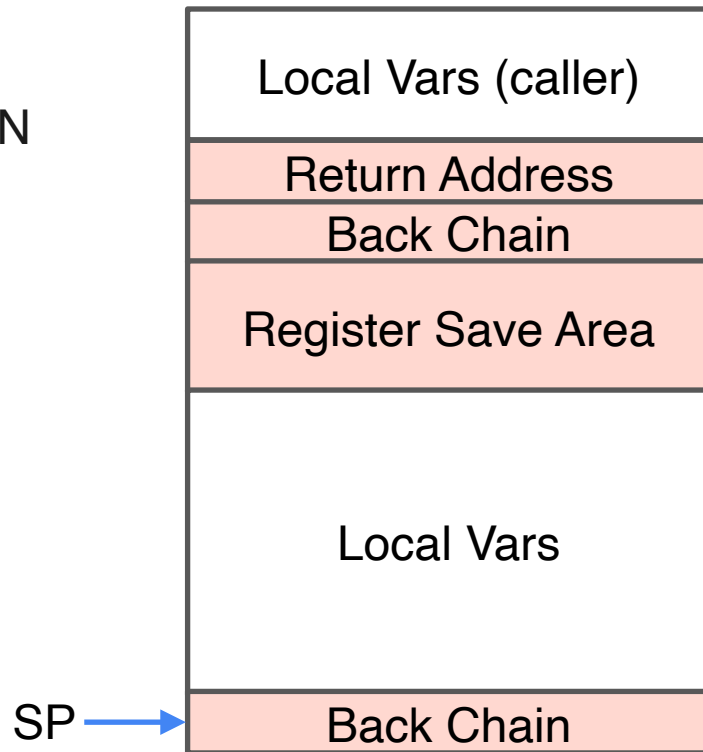 Local Vars (caller)
N
Return Address
Back Chain
Register Save Area
Local Vars
SP
Back Chain